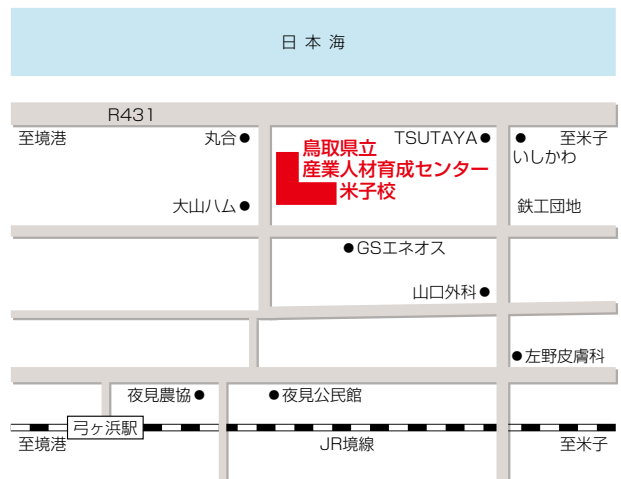 日本海
R431
至境港
丸合
TSUTAYA
至米子
いしかわ
鳥取県立
産業人材育成センター
米子校
大山ハム
鉄工団地
GSエネオス
山口外科
左野皮膚科
夜見農協
夜見公民館
弓ヶ浜駅
至境港
JR境線
至米子